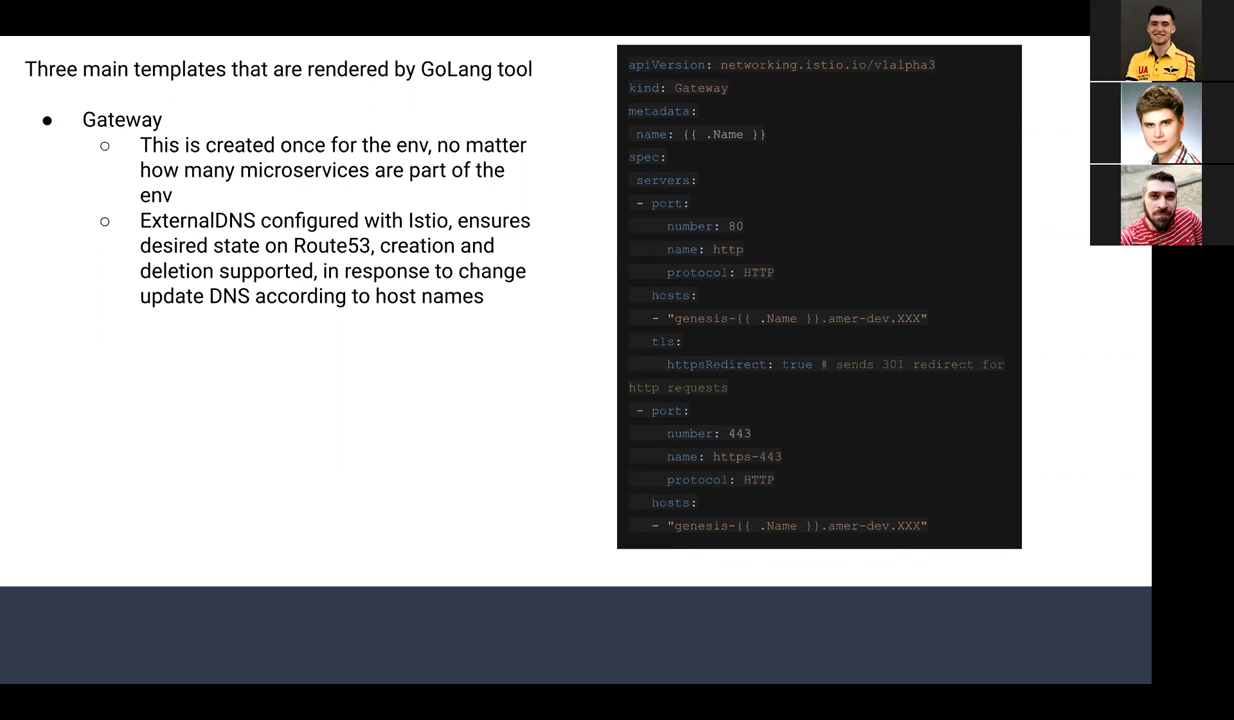 Three main templates that are rendered by GoLang tool
● Gateway
○ This is created once for the env, no matter
how many microservices are part of the
env
○ ExternalDNS configured with Istio, ensures
desired state on Route53, creation and
deletion supported, in response to change
update DNS according to host names
apiVersion: networking.istio.io/v1alpha3
kind: Gateway
metadata:
name: {{ .Name }}
spec:
servers:
- port:
number: 80
name: http
protocol: HTTP
hosts:
- "genesis-{{ .Name }}.amer-dev.XXX"
tls:
httpsRedirect: true # sends 301 redirect for
http requests
- port:
number: 443
name: https-443
protocol: HTTP
hosts:
- "genesis-{{ .Name }}.amer-dev.XXX"
UA